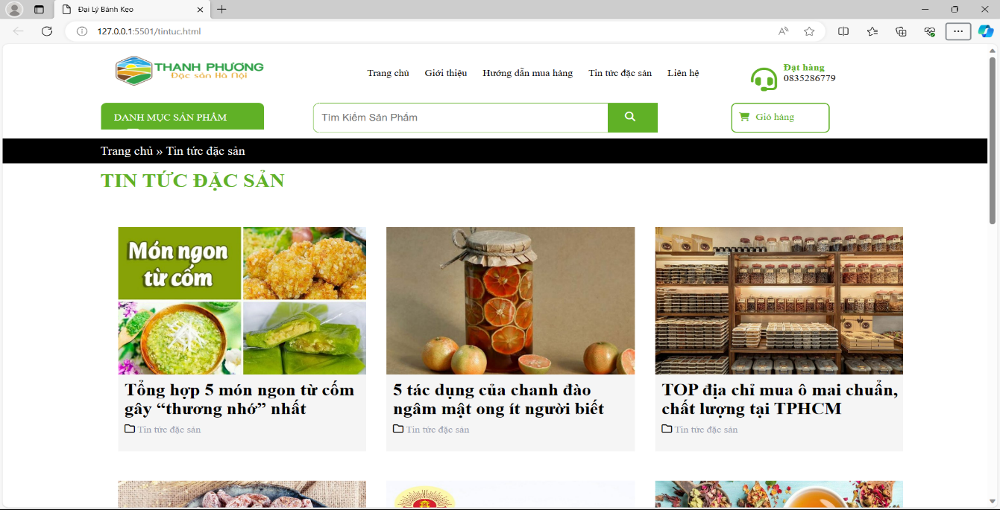 Đại Lý Bánh Kẹo
127.0.0.1:5501/tintuc.html
THANH PHƯƠNG
Đặc sản Hà Nội
Trang chủ Giới thiệu Hướng dẫn mua hàng Tin tức đặc sản Liên hệ
Đặt hàng
0835286779
DANH MỤC SẢN PHẨM
Tìm Kiếm Sản Phẩm
Giỏ hàng
Trang chủ » Tin tức đặc sản
TIN TỨC ĐẶC SẢN
Món ngon
từ cốm
Tổng hợp 5 món ngon từ cốm
gây “thương nhớ” nhất
Tin tức đặc sản
5 tác dụng của chanh đào
ngâm mật ong ít người biết
Tin tức đặc sản
TOP địa chỉ mua ô mai chuẩn,
chất lượng tại TPHCM
Tin tức đặc sản